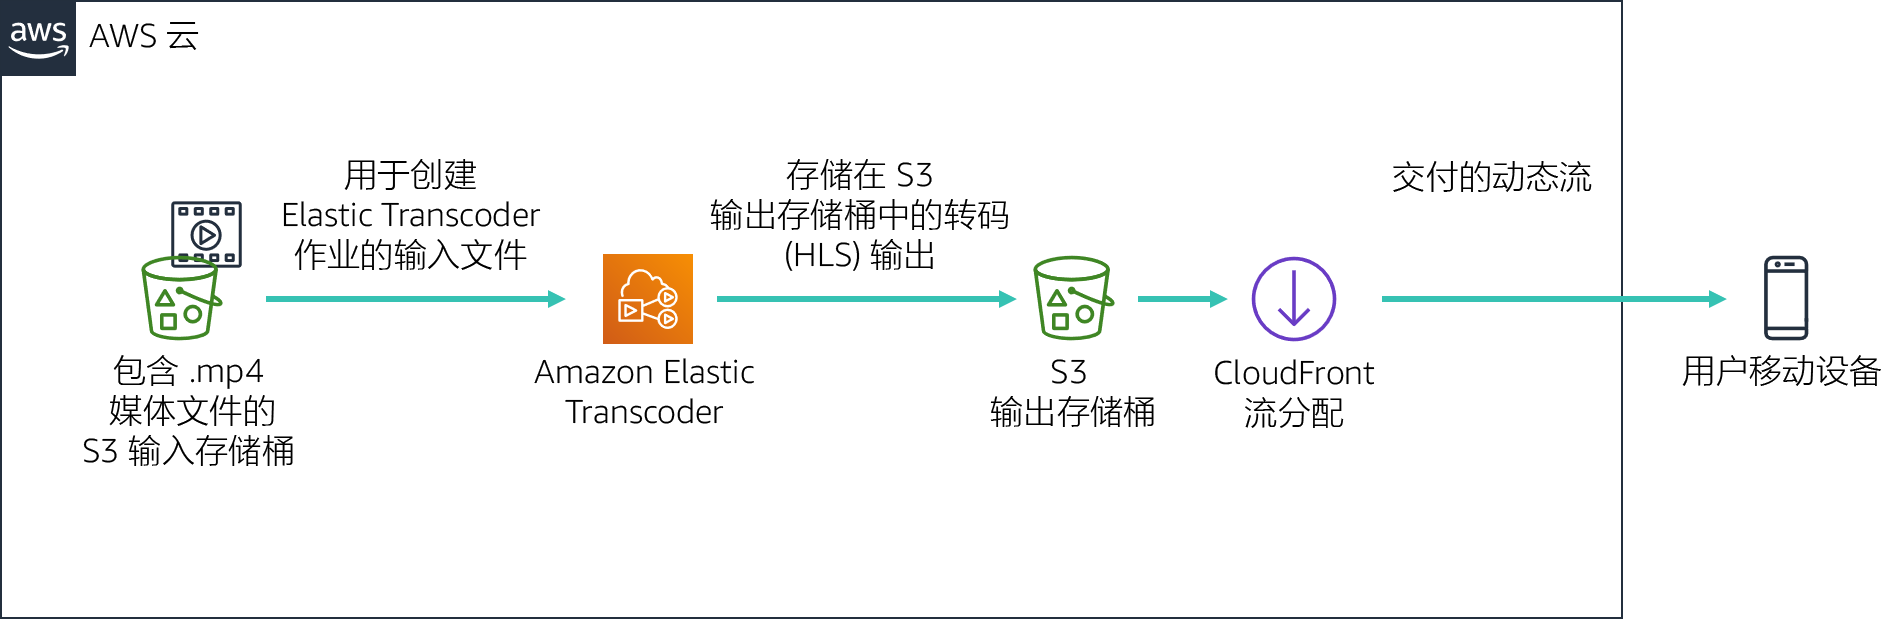 aws
AWS 云
用于创建
Elastic Transcoder
作业的输入文件
存储在 S3
输出存储桶中的转码
(HLS) 输出
交付的动态流
包含 .mp4
媒体文件的
S3 输入存储桶
Amazon Elastic
Transcoder
S3
输出存储桶
CloudFront
流分配
用户移动设备